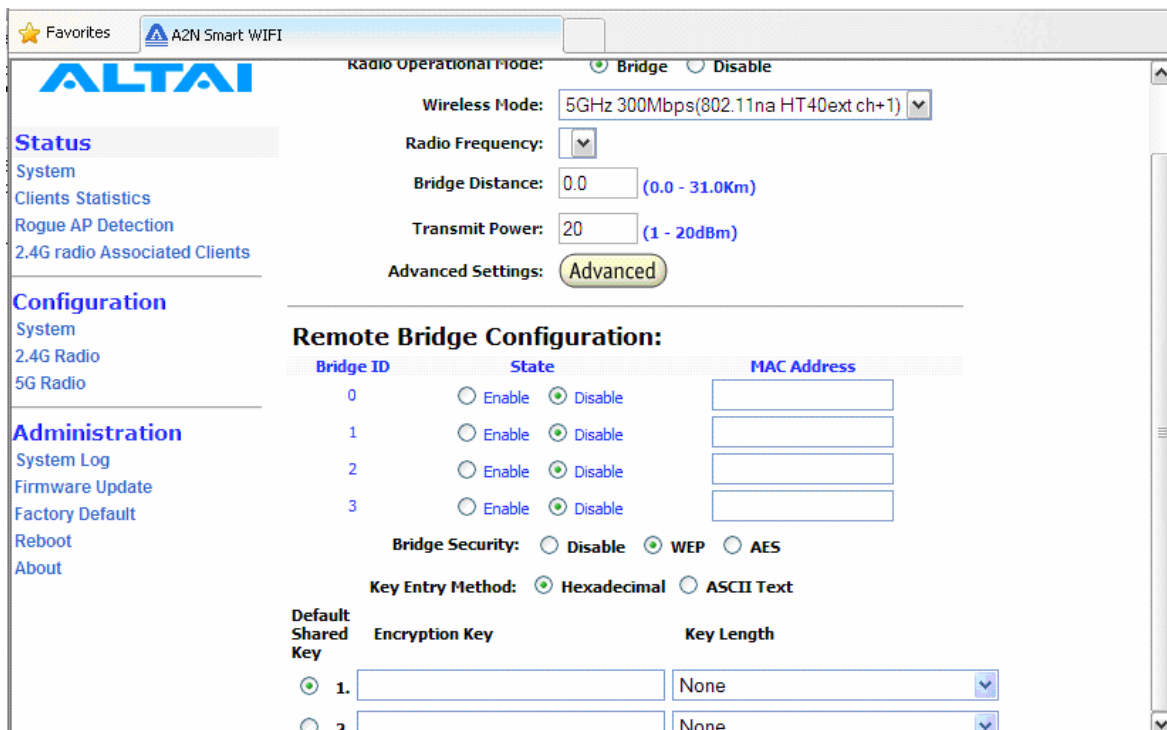 Favorites
A2N Smart WIFI
ALTAI
Status
System
Clients Statistics
Rogue AP Detection
2.4G radio Associated Clients
Configuration
System
2.4G Radio
5G Radio
Administration
System Log
Firmware Update
Factory Default
Reboot
About
Radio Operational Mode: Bridge Disable
Wireless Mode: 5GHz 300Mbps(802.11na HT40ext ch+1)
Radio Frequency:
Bridge Distance: 0.0 (0.0 - 31.0Km)
Transmit Power: 20 (1 - 20dBm)
Advanced Settings: Advanced
Remote Bridge Configuration:
Bridge ID State MAC Address
0 Enable Disable
1 Enable Disable
2 Enable Disable
3 Enable Disable
Bridge Security: Disable WEP AES
Key Entry Method: Hexadecimal ASCII Text
Default
Shared Encryption Key Key Length
Key
1. None
2. None